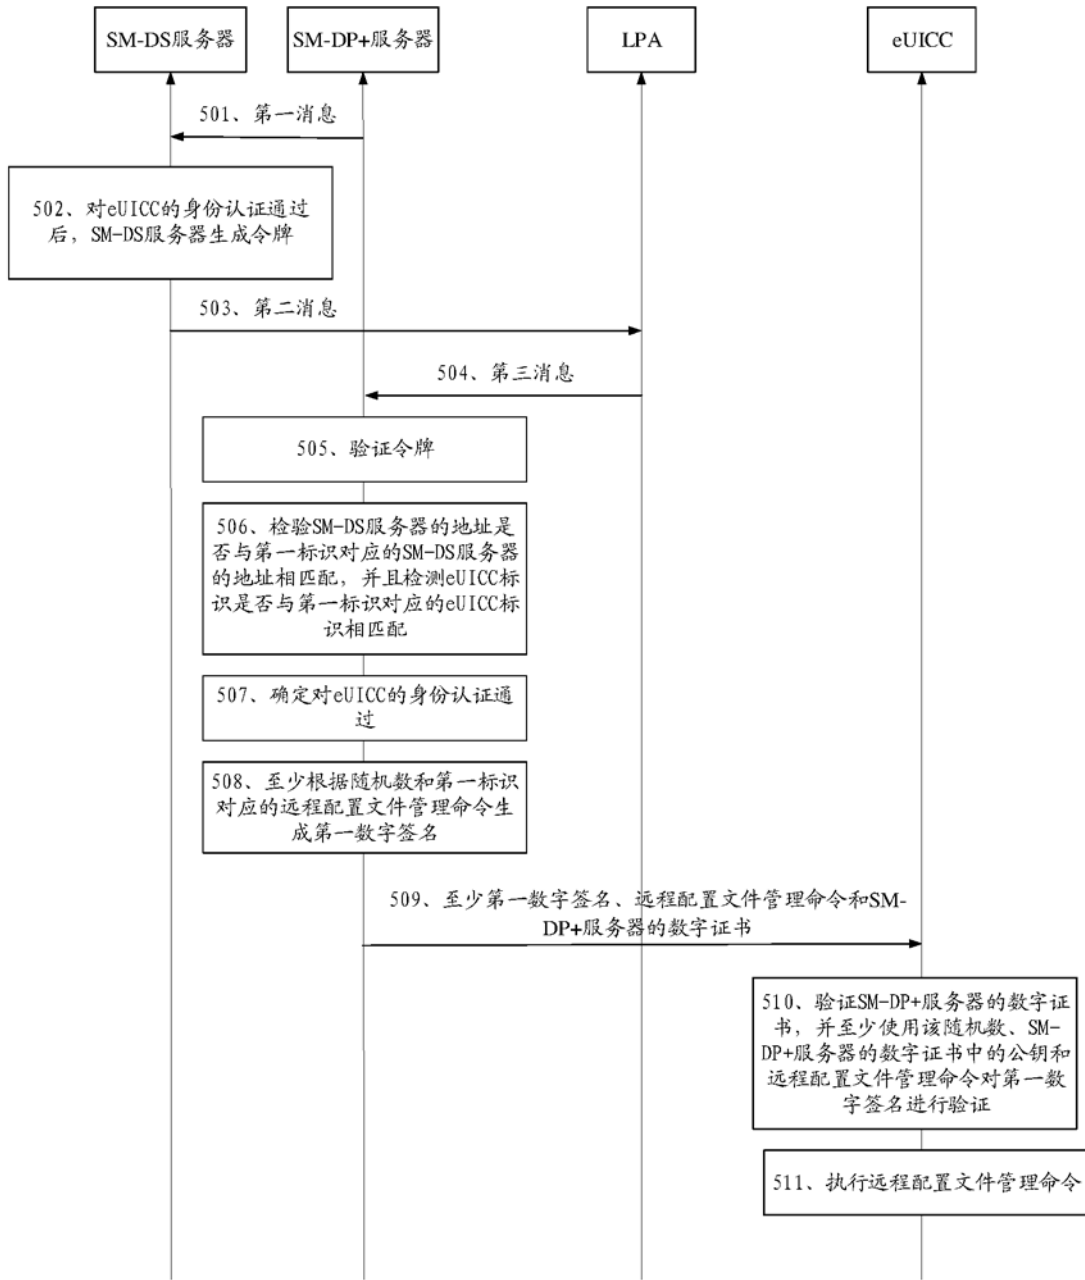 SM-DS服务器
SM-DP+服务器
LPA
eUICC
501、第一消息
502、对eUICC的身份认证通过
后，SM-DS服务器生成令牌
503、第二消息
504、第三消息
505、验证令牌
506、检验SM-DS服务器的地址是
否与第一标识对应的SM-DS服务器
的地址相匹配，并且检测eUICC标
识是否与第一标识对应的eUICC标
识相匹配
507、确定对eUICC的身份认证通
过
508、至少根据随机数和第一标识
对应的远程配置文件管理命令生
成第一数字签名
509、至少第一数字签名、远程配置文件管理命令和SM-
DP+服务器的数字证书
510、验证SM-DP+服务器的数字证
书，并至少使用该随机数、SM-
DP+服务器的数字证书中的公钥和
远程配置文件管理命令对第一数
字签名进行验证
511、执行远程配置文件管理命令